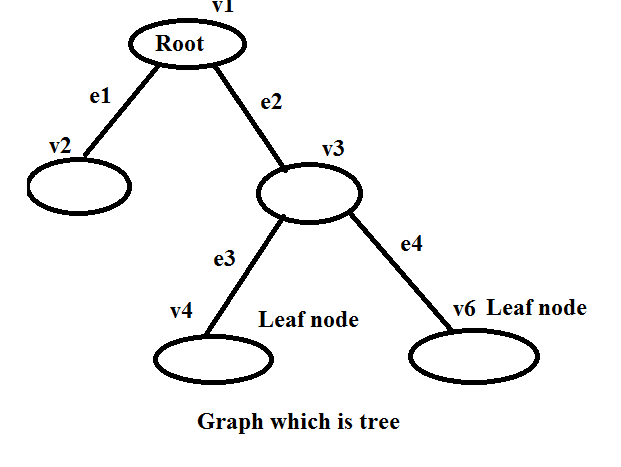 v1
Root
e1
e2
v2
v3
e3
e4
v4
Leaf node
v6 Leaf node
Graph which is tree